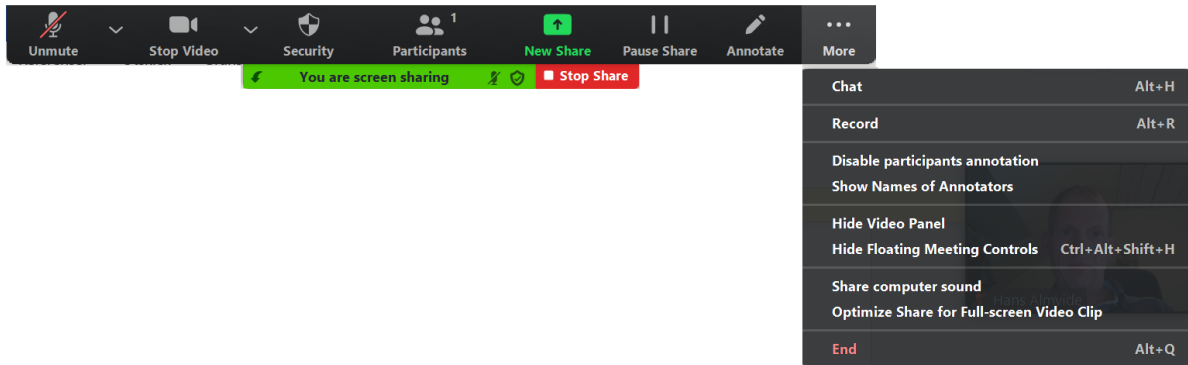 1
Unmute Stop Video Security Participants New Share Pause Share Annotate More
You are screen sharing Stop Share
Chat Alt+H
Record Alt+R
Disable participants annotation
Show Names of Annotators
Hide Video Panel
Hide Floating Meeting Controls Ctrl+Alt+Shift+H
Share computer sound
Hans Almvide
Optimize Share for Full-screen Video Clip
End Alt+Q